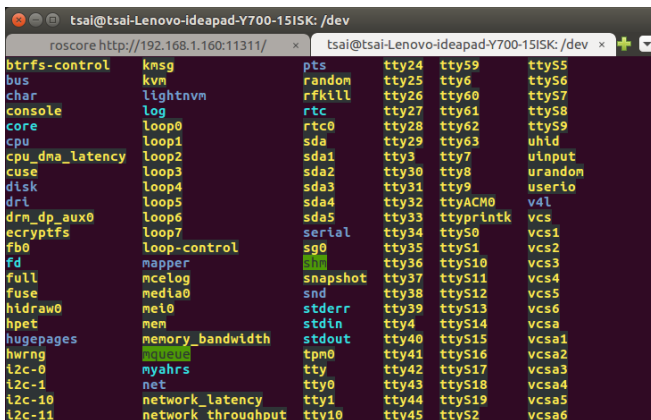 tsai@tsai-Lenovo-ideapad-Y700-15ISK: /dev
roscore http://192.168.1.160:11311/ × tsai@tsai-Lenovo-ideapad-Y700-15ISK: /dev ×
btrfs-control kmsg pts tty24 tty59 ttyS5
bus kvm random tty25 tty6 ttyS6
char lightnvm rfkill tty26 tty60 ttyS7
console log rtc tty27 tty61 ttyS8
core loop0 rtc0 tty28 tty62 ttyS9
cpu loop1 sda tty29 tty63 uhid
cpu_dma_latency loop2 sda1 tty3 tty7 uinput
cuse loop3 sda2 tty30 tty8 urandom
disk loop4 sda3 tty31 tty9 userio
dri loop5 sda4 tty32 ttyACM0 v4l
drm_dp_aux0 loop6 sda5 tty33 ttyprintk vcs
ecryptfs loop7 serial tty34 ttyS0 vcs1
fb0 loop-control sg0 tty35 ttyS1 vcs2
fd mapper shm tty36 ttyS10 vcs3
full mcelog snapshot tty37 ttyS11 vcs4
fuse media0 snd tty38 ttyS12 vcs5
hidraw0 mei0 stderr tty39 ttyS13 vcs6
hpet mem stdin tty4 ttyS14 vcsa
hugepages memory_bandwidth stdout tty40 ttyS15 vcsa1
hwrng mqueue tpm0 tty41 ttyS16 vcsa2
i2c-0 myahrs tty tty42 ttyS17 vcsa3
i2c-1 net tty0 tty43 ttyS18 vcsa4
i2c-10 network_latency tty1 tty44 ttyS19 vcsa5
i2c-11 network_throughput tty10 tty45 ttyS2 vcsa6